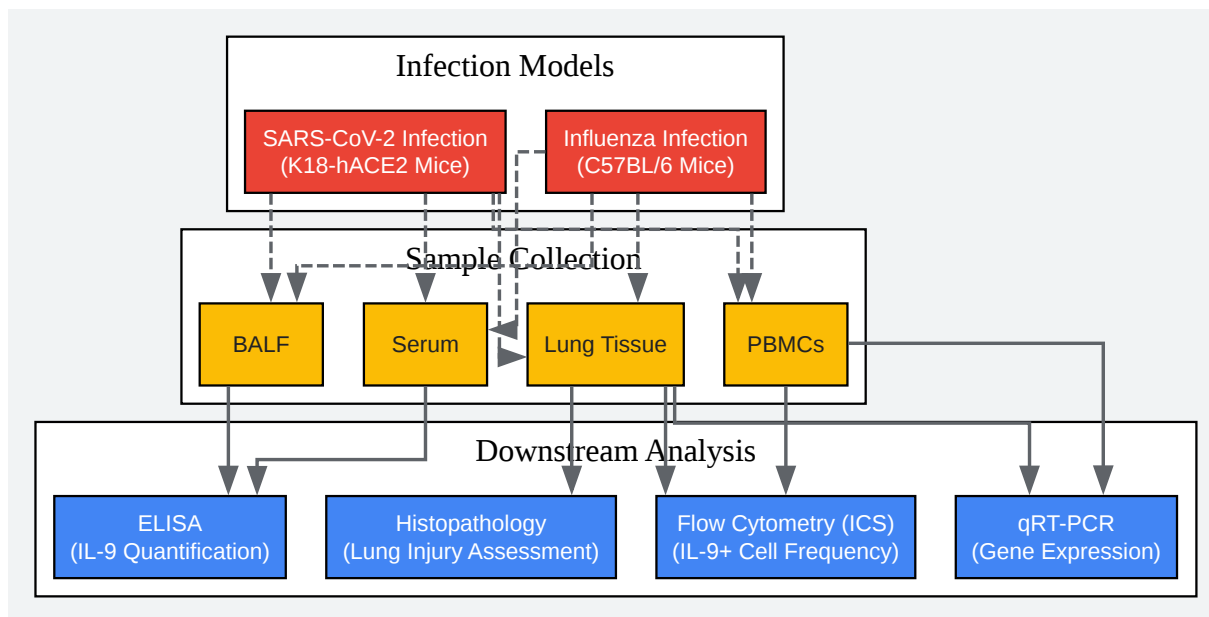 Infection Models
SARS-CoV-2 Infection
(K18-hACE2 Mice)
Influenza Infection
(C57BL/6 Mice)
Sample Collection
BALF
Serum
Lung Tissue
PBMCs
Downstream Analysis
ELISA
(IL-9 Quantification)
Histopathology
(Lung Injury Assessment)
Flow Cytometry (ICS)
(IL-9+ Cell Frequency)
qRT-PCR
(Gene Expression)